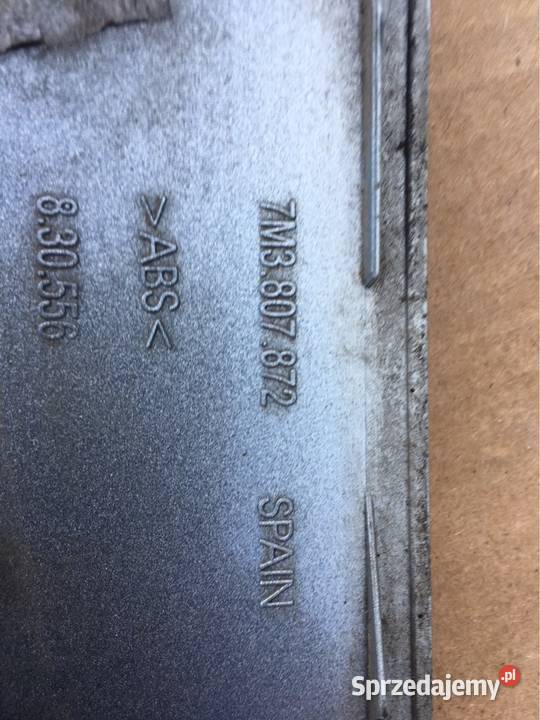 7M3.807.872 SPAIN
>ABS<
8.30.556
Sprzedajemy.pl